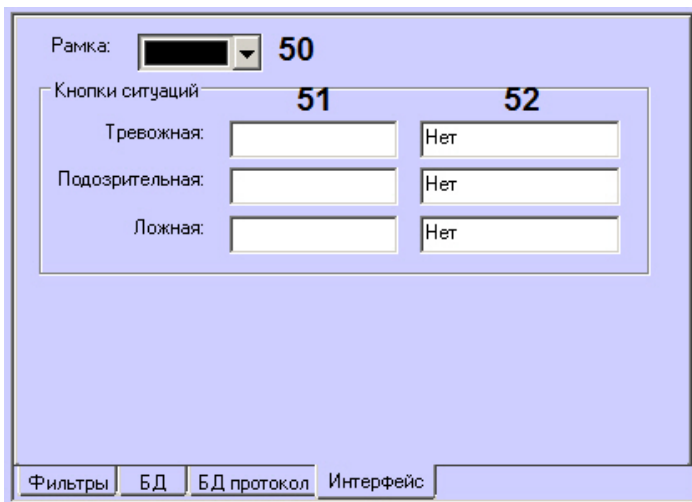 Рамка: 50
Кнопки ситуаций
51 52
Тревожная: Нет
Подозрительная: Нет
Ложная: Нет
Фильтры БД БД протокол Интерфейс